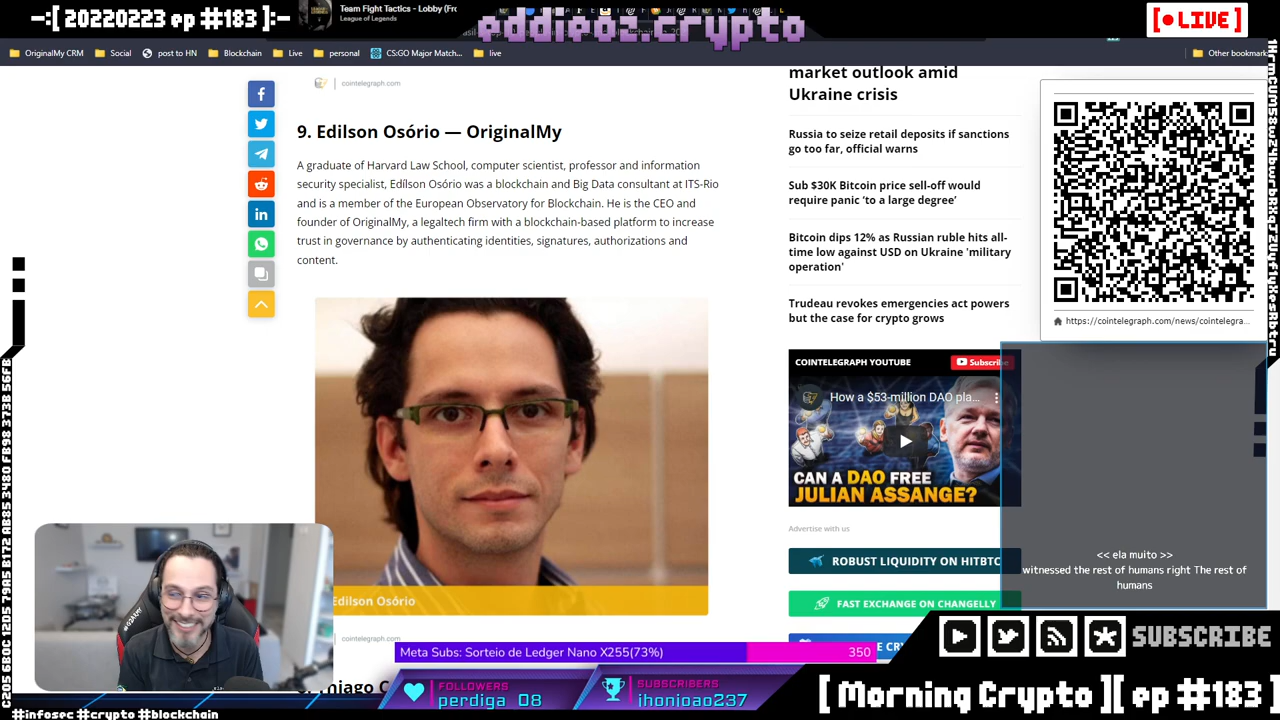 -:[ 20220223 ep #183 ]:-
Team Fight Tactics - Lobby (Fr
League of Legends
eddieoz.crypto
[•LIVE]
OriginalMy CRM
Social
post to HN
Blockchain
Live
personal
CS:GO Major Match...
live
Other bookmark
cointelegraph.com
9. Edilson Osório — OriginalMy
A graduate of Harvard Law School, computer scientist, professor and information
security specialist, Edílson Osório was a blockchain and Big Data consultant at ITS-Rio
and is a member of the European Observatory for Blockchain. He is the CEO and
founder of OriginalMy, a legaltech firm with a blockchain-based platform to increase
trust in governance by authenticating identities, signatures, authorizations and
content.
Edilson Osório
cointelegraph.com
hiago C
market outlook amid
Ukraine crisis
Russia to seize retail deposits if sanctions
go too far, official warns
Sub $30K Bitcoin price sell-off would
require panic ‘to a large degree’
Bitcoin dips 12% as Russian ruble hits all-
time low against USD on Ukraine 'military
operation'
Trudeau revokes emergencies act powers
but the case for crypto grows
COINTELEGRAPH YOUTUBE
Subscribe
How a $53-million DAO pla...
CAN A DAO FREE
JULIAN ASSANGE?
Advertise with us
ROBUST LIQUIDITY ON HITBTC
FAST EXCHANGE ON CHANGELLY
https://cointelegraph.com/news/cointelegra...
<< ela muito >>
witnessed the rest of humans right The rest of
humans
SUBSCRIBE
Meta Subs: Sorteio de Ledger Nano X255(73%)
350
FOLLOWERS
perdiga_08
SUBSCRIBERS
jhonjoao237
[ Morning Crypto ][ ep #183 ]
#infosec #crypto #blockchain